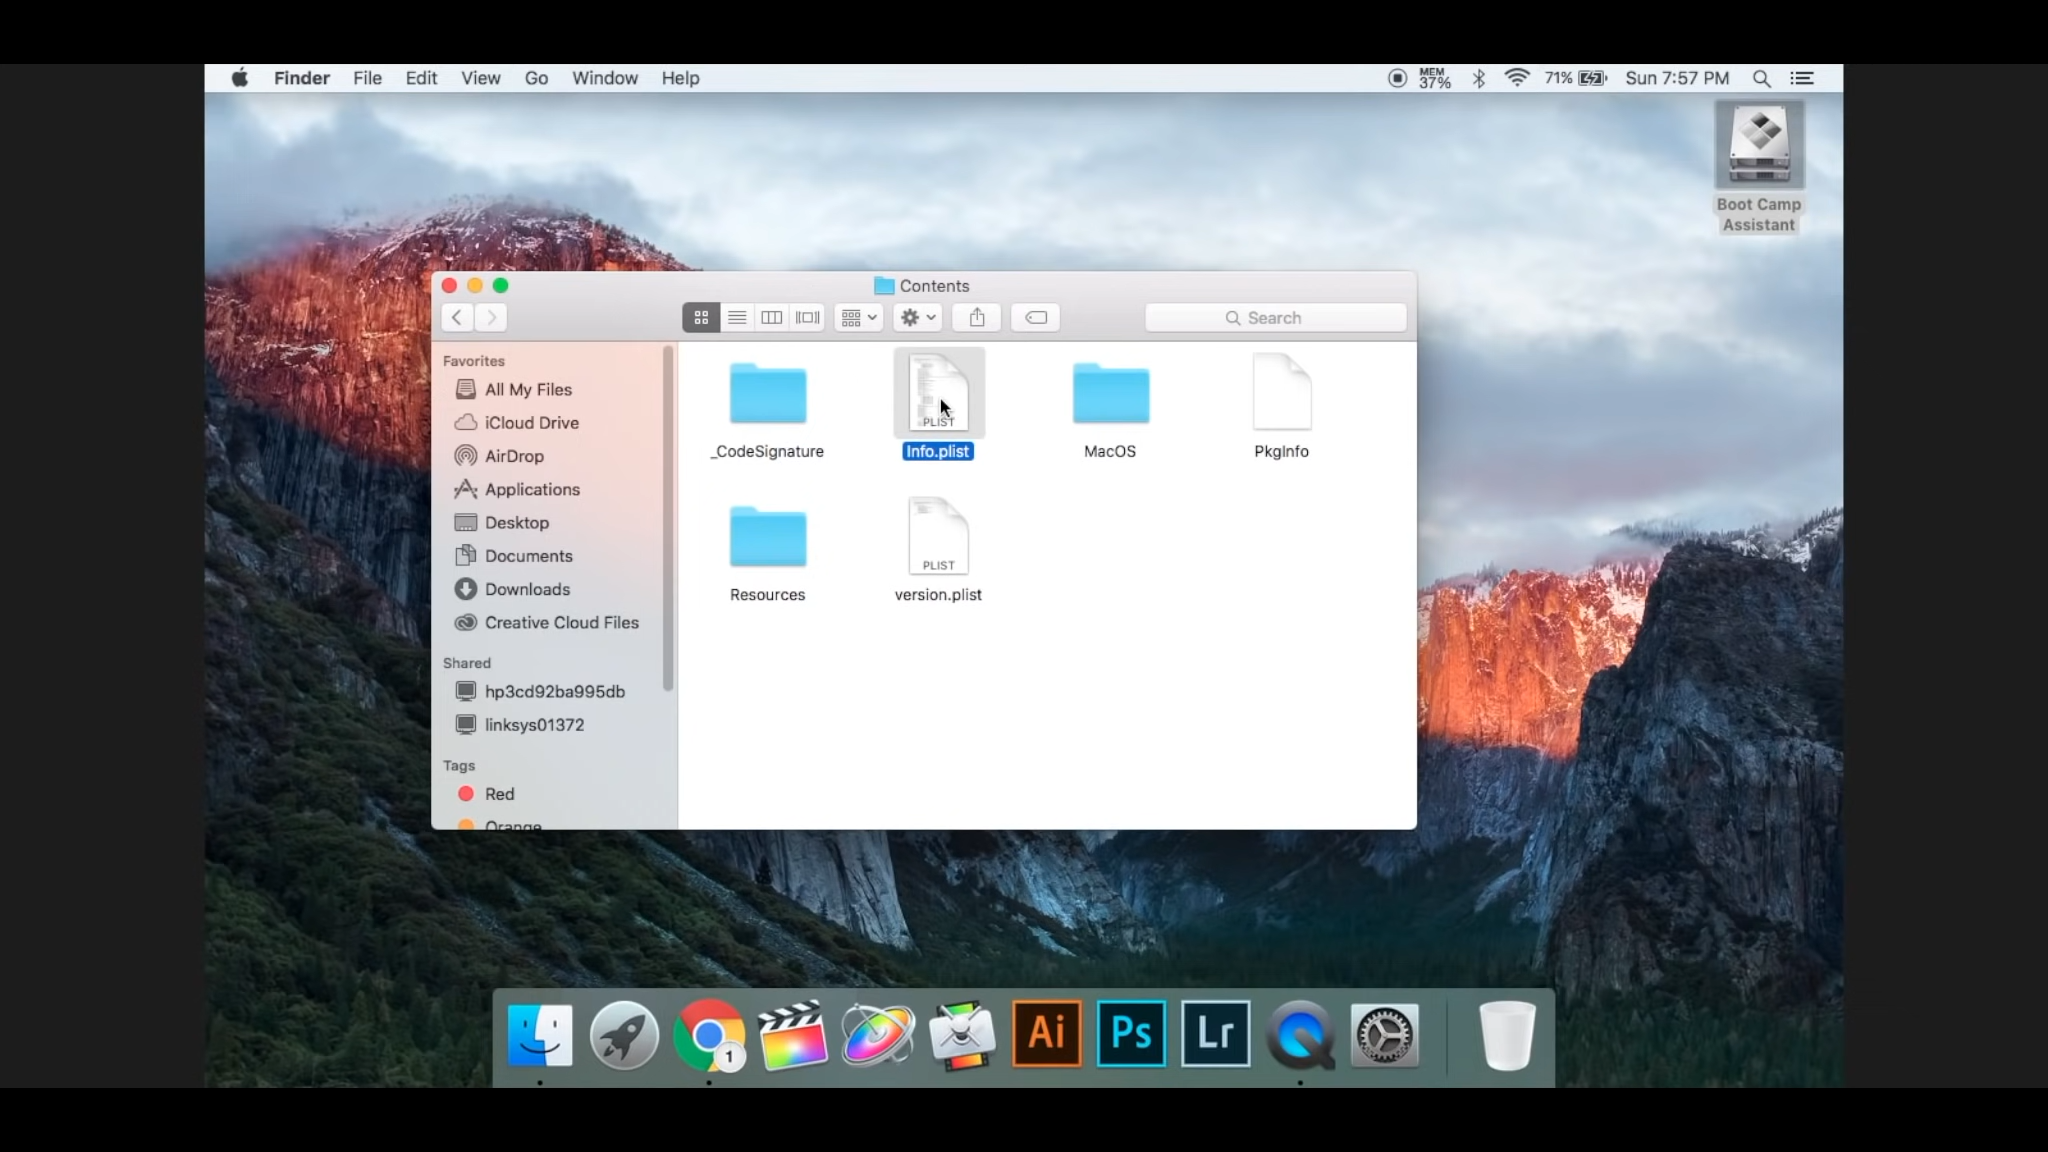 Finder File Edit View Go Window Help MEM 37% 71% Sun 7:57 PM
Boot Camp
Assistant
Contents
Search
Favorites
All My Files
iCloud Drive
AirDrop
Applications
Desktop
Documents
Downloads
Creative Cloud Files
Shared
hp3cd92ba995db
linksys01372
Tags
Red
Orange
PLIST
_CodeSignature Info.plist MacOS PkgInfo
PLIST
Resources version.plist
1 Ai Ps Lr